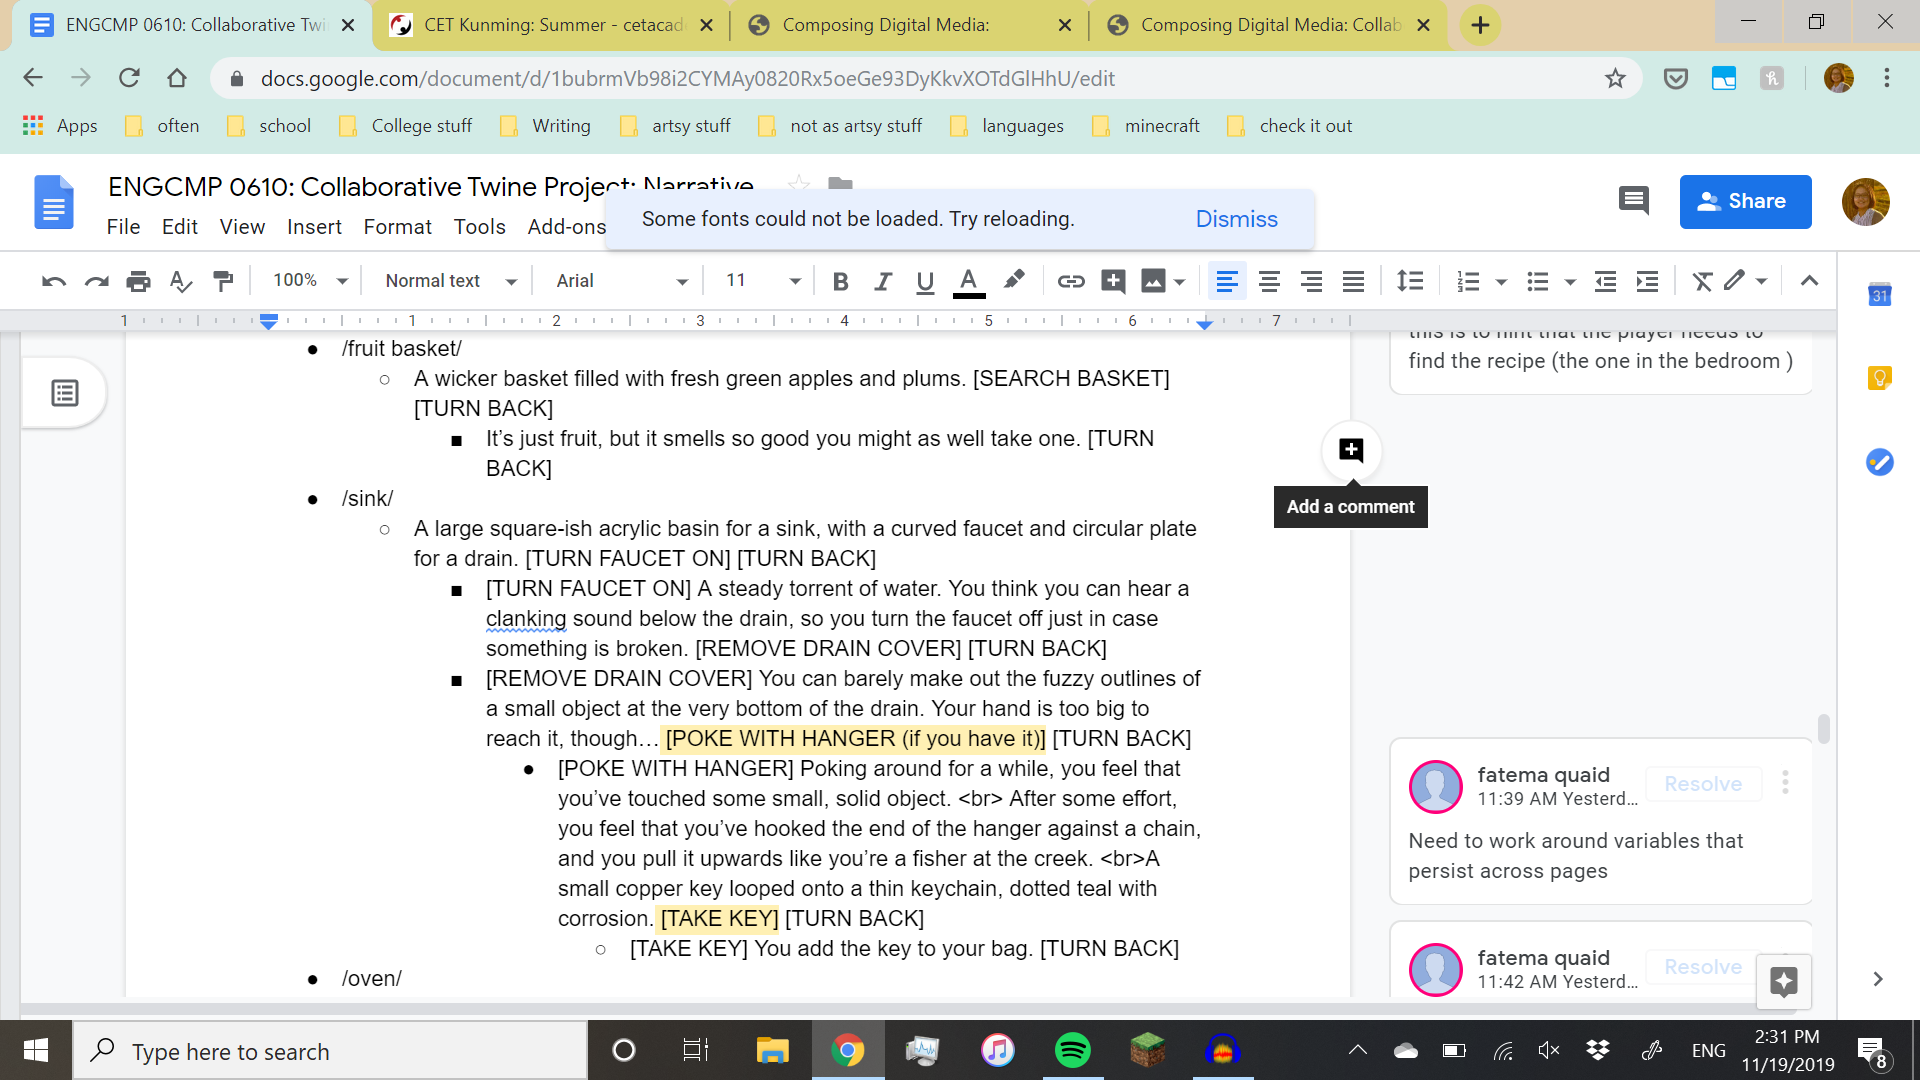 ENGCMP 0610: Collaborative Twi
CET Kunming: Summer - cetacad
Composing Digital Media:
Composing Digital Media: Collab
docs.google.com/document/d/1bubrmVb98i2CYMAy0820Rx5oeGe93DyKkvXOTdGlHhU/edit
Apps
often
school
College stuff
Writing
artsy stuff
not as artsy stuff
languages
minecraft
check it out
ENGCMP 0610: Collaborative Twine Project: Narrative
Share
File Edit View Insert Format Tools Add-ons
Some fonts could not be loaded. Try reloading.
Dismiss
100% Normal text Arial 11
1 1 2 3 4 5 6 7
31
● /fruit basket/
○ A wicker basket filled with fresh green apples and plums. [SEARCH BASKET]
[TURN BACK]
■ It's just fruit, but it smells so good you might as well take one. [TURN
BACK]
● /sink/
○ A large square-ish acrylic basin for a sink, with a curved faucet and circular plate
for a drain. [TURN FAUCET ON] [TURN BACK]
■ [TURN FAUCET ON] A steady torrent of water. You think you can hear a
clanking sound below the drain, so you turn the faucet off just in case
something is broken. [REMOVE DRAIN COVER] [TURN BACK]
■ [REMOVE DRAIN COVER] You can barely make out the fuzzy outlines of
a small object at the very bottom of the drain. Your hand is too big to
reach it, though… [POKE WITH HANGER (if you have it)] [TURN BACK]
● [POKE WITH HANGER] Poking around for a while, you feel that
you've touched some small, solid object. <br> After some effort,
you feel that you've hooked the end of the hanger against a chain,
and you pull it upwards like you're a fisher at the creek. <br>A
small copper key looped onto a thin keychain, dotted teal with
corrosion. [TAKE KEY] [TURN BACK]
○ [TAKE KEY] You add the key to your bag. [TURN BACK]
● /oven/
this is to hint that the player needs to
find the recipe (the one in the bedroom )
Add a comment
fatema quaid
Resolve
11:39 AM Yesterd...
Need to work around variables that
persist across pages
fatema quaid
Resolve
11:42 AM Yesterd...
Type here to search
ENG
2:31 PM
11/19/2019
8